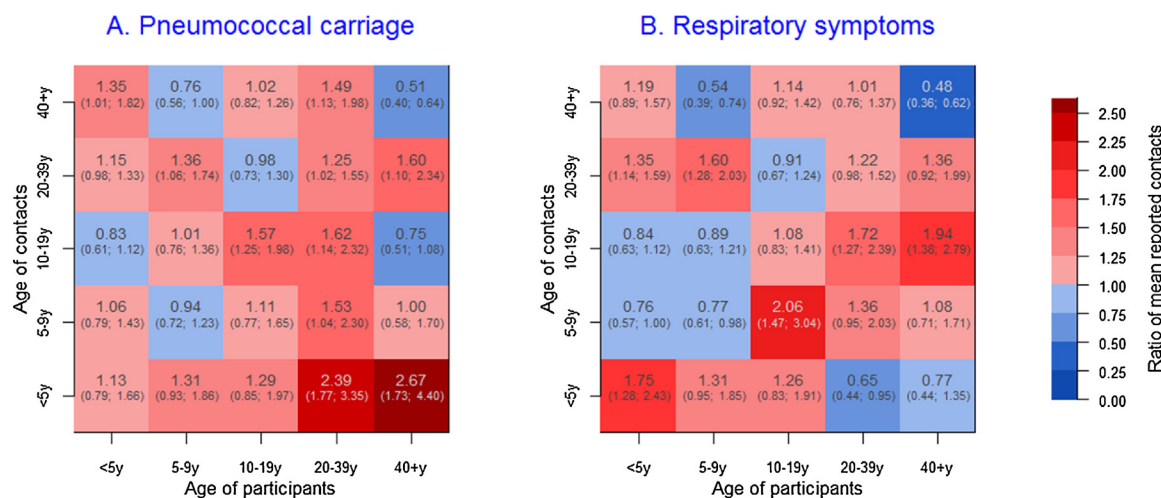 A. Pneumococcal carriage
Age of contacts
40+y
20-39y
10-19y
5-9y
<5y
1.35 0.76 1.02 1.49 0.51
(1.01; 1.82) (0.56; 1.00) (0.82; 1.26) (1.13; 1.98) (0.40; 0.64)
1.15 1.36 0.98 1.25 1.60
(0.98; 1.33) (1.06; 1.74) (0.73; 1.30) (1.02; 1.55) (1.10; 2.34)
0.83 1.01 1.57 1.62 0.75
(0.61; 1.12) (0.76; 1.36) (1.25; 1.98) (1.14; 2.32) (0.51; 1.08)
1.06 0.94 1.11 1.53 1.00
(0.79; 1.43) (0.72; 1.23) (0.77; 1.65) (1.04; 2.30) (0.58; 1.70)
1.13 1.31 1.29 2.39 2.67
(0.79; 1.66) (0.93; 1.86) (0.85; 1.97) (1.77; 3.35) (1.73; 4.40)
<5y 5-9y 10-19y 20-39y 40+y
Age of participants
B. Respiratory symptoms
Age of contacts
40+y
20-39y
10-19y
5-9y
<5y
1.19 0.54 1.14 1.01 0.48
(0.89; 1.57) (0.39; 0.74) (0.92; 1.42) (0.76; 1.37) (0.36; 0.62)
1.35 1.60 0.91 1.22 1.36
(1.14; 1.59) (1.28; 2.03) (0.67; 1.24) (0.98; 1.52) (0.92; 1.99)
0.84 0.89 1.08 1.72 1.94
(0.63; 1.12) (0.63; 1.21) (0.83; 1.41) (1.27; 2.39) (1.38; 2.79)
0.76 0.77 2.06 1.36 1.08
(0.57; 1.00) (0.61; 0.98) (1.47; 3.04) (0.95; 2.03) (0.71; 1.71)
1.75 1.31 1.26 0.65 0.77
(1.28; 2.43) (0.95; 1.85) (0.83; 1.91) (0.44; 0.95) (0.44; 1.35)
<5y 5-9y 10-19y 20-39y 40+y
Age of participants
2.50
2.25
2.00
1.75
1.50
1.25
1.00
0.75
0.50
0.25
0.00
Ratio of mean reported contacts